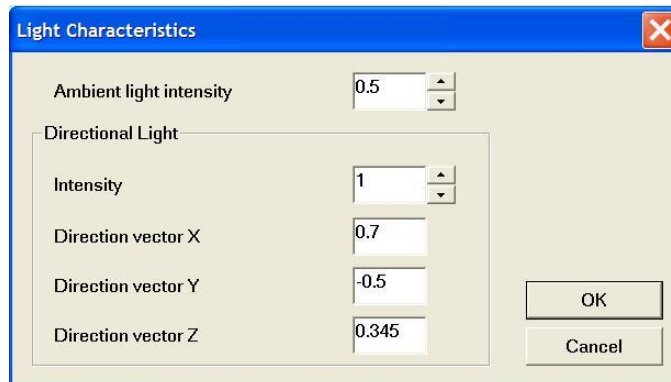 Light Characteristics
Ambient light intensity 0.5
Directional Light
Intensity 1
Direction vector X 0.7
Direction vector Y -0.5
Direction vector Z 0.345
OK
Cancel